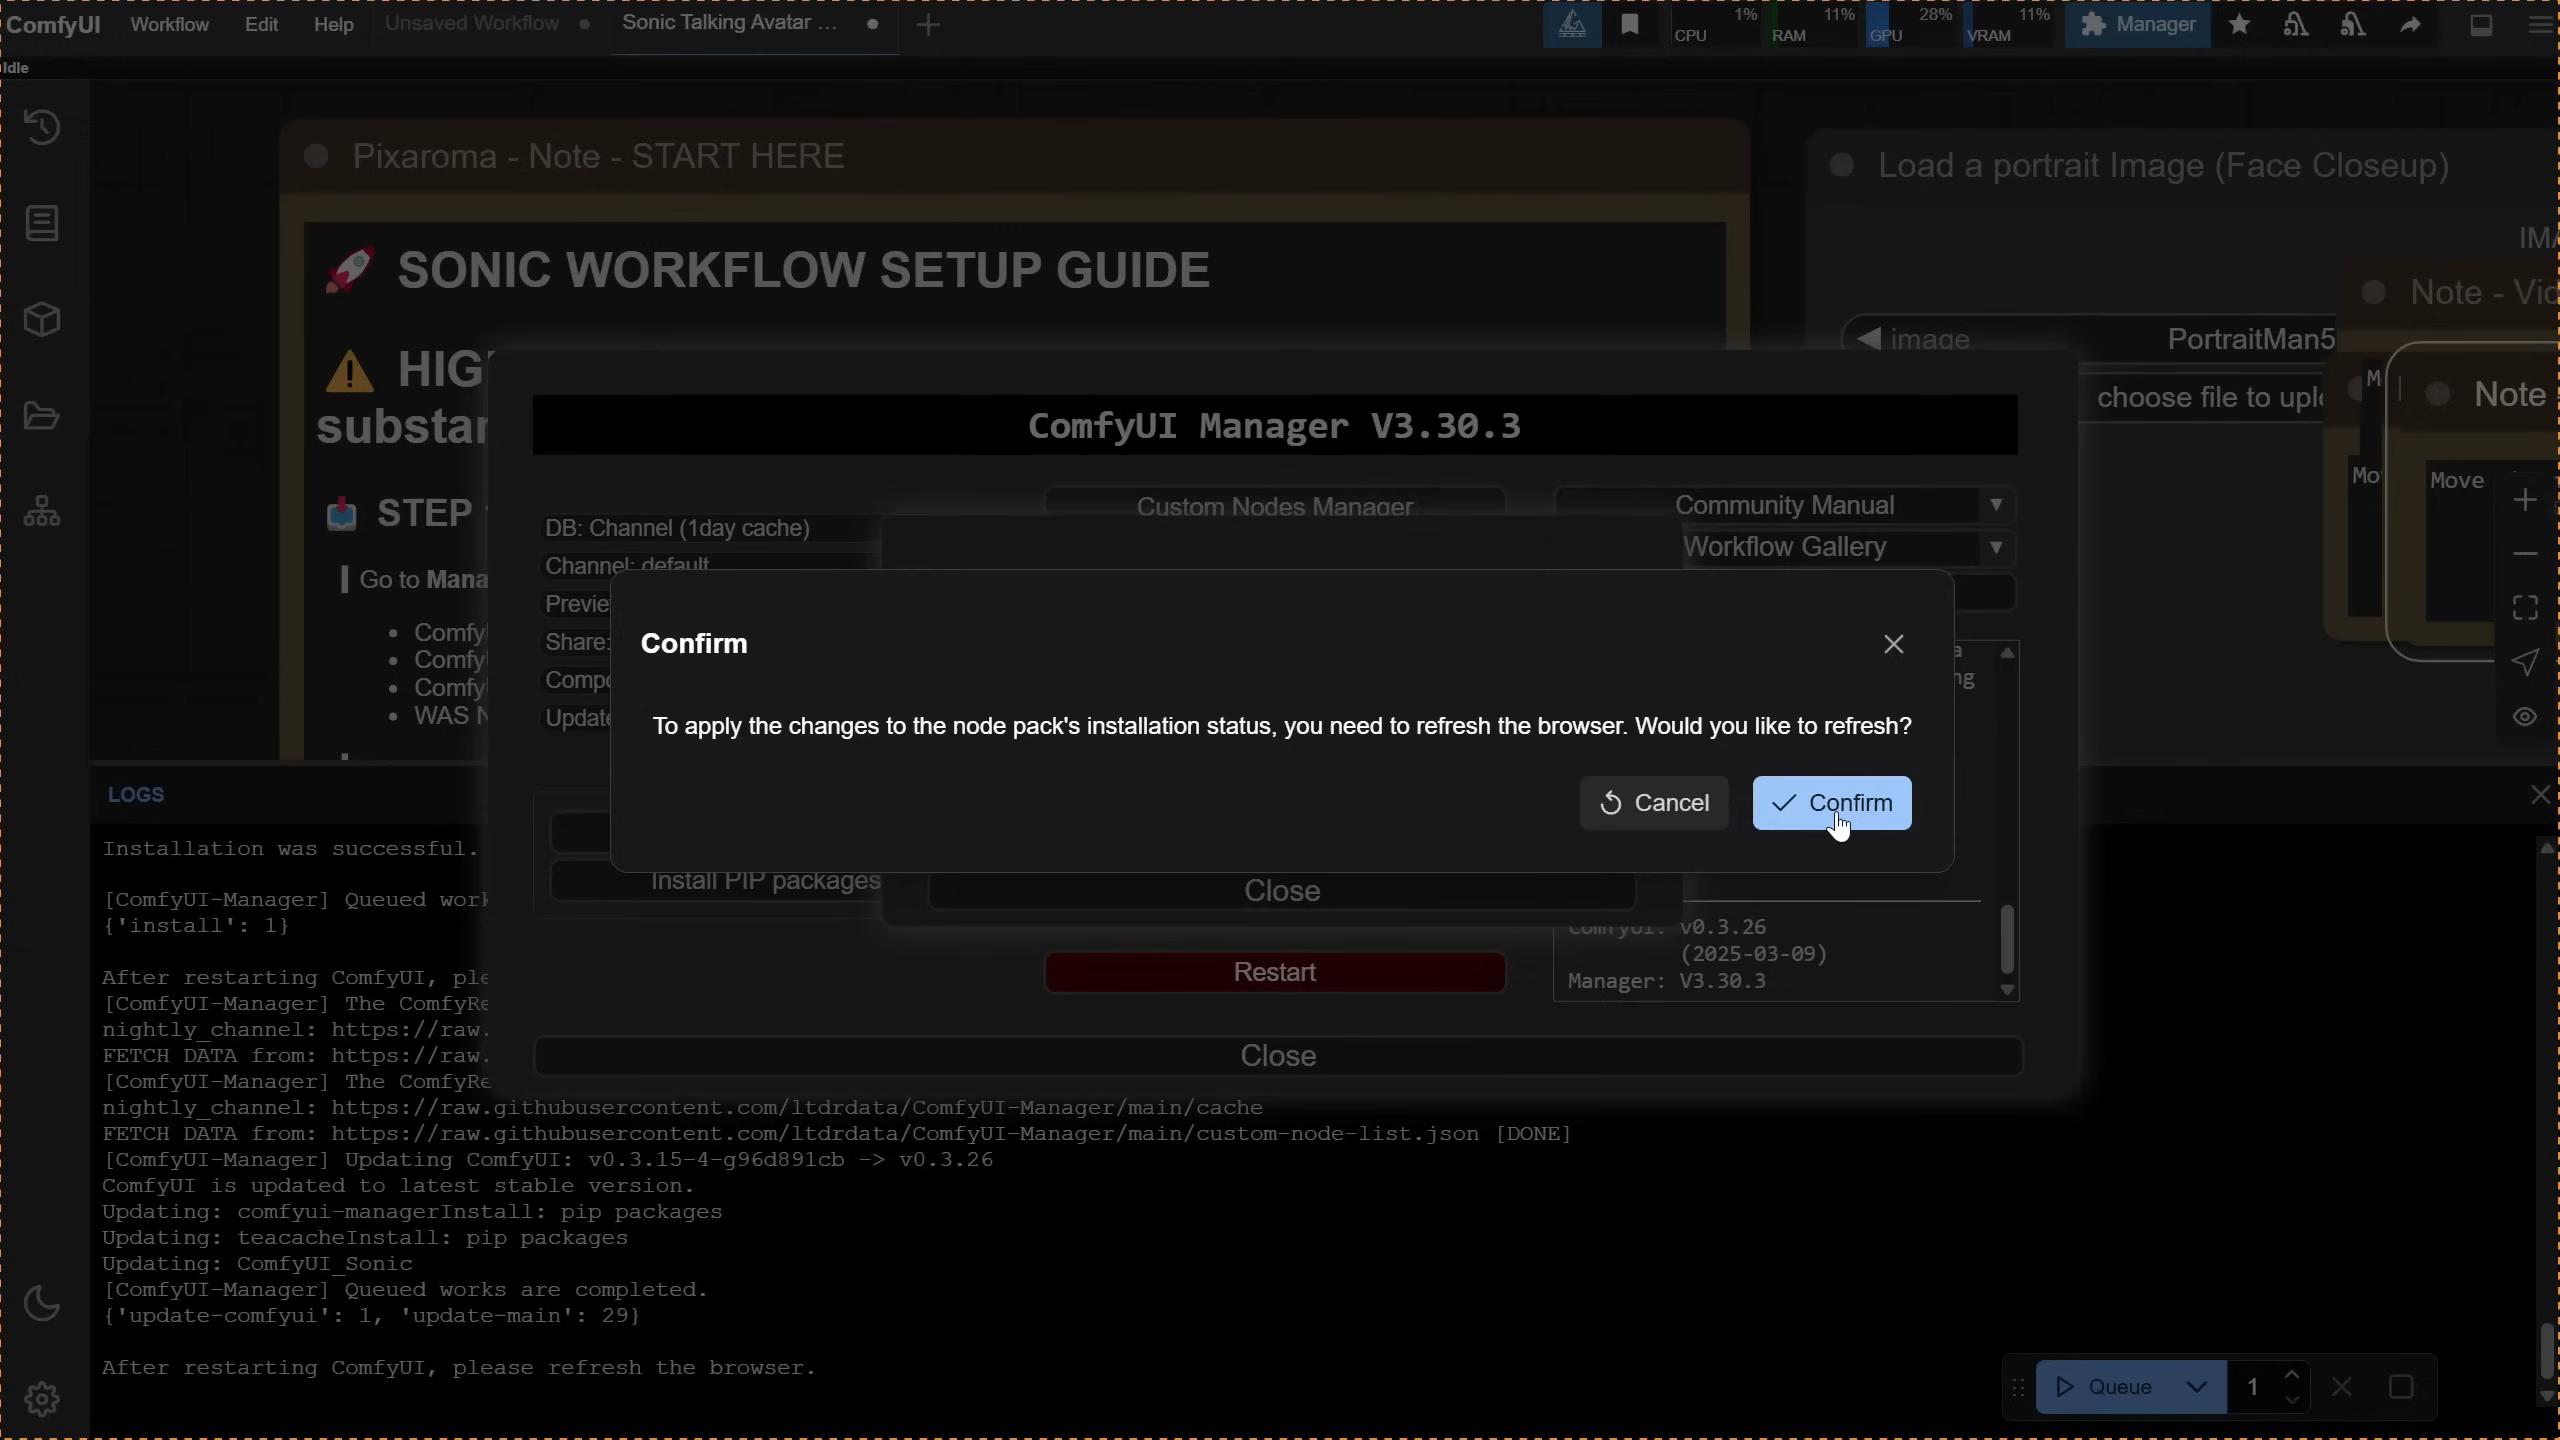 ComfyUI Workflow Edit Help Unsaved Workflow Sonic Talking Avatar ...
1% CPU 11% RAM 28% GPU 11% VRAM Manager
Idle
Pixaroma - Note - START HERE
Load a portrait Image (Face Closeup)
SONIC WORKFLOW SETUP GUIDE
IMA
Note - Vid
HIG
substan
image PortraitMan5
choose file to uplo
M
Note
ComfyUI Manager V3.30.3
STEP
Mo
Move
Custom Nodes Manager
Community Manual
DB: Channel (1day cache)
Workflow Gallery
Channel: default
Go to Mana
Previe
Comfy
Share:
Comfy
Compo
Comfy
WAS N
Update
a
ng
Confirm
To apply the changes to the node pack's installation status, you need to refresh the browser. Would you like to refresh?
Cancel
Confirm
Install PIP packages
Close
ComfyUI: v0.3.26
(2025-03-09)
Manager: V3.30.3
Restart
Close
LOGS
Installation was successful.
[ComfyUI-Manager] Queued work
{'install': 1}
After restarting ComfyUI, ple
[ComfyUI-Manager] The ComfyRe
nightly_channel: https://raw.
FETCH DATA from: https://raw.
[ComfyUI-Manager] The ComfyRe
nightly_channel: https://raw.githubusercontent.com/ltdrdata/ComfyUI-Manager/main/cache
FETCH DATA from: https://raw.githubusercontent.com/ltdrdata/ComfyUI-Manager/main/custom-node-list.json [DONE]
[ComfyUI-Manager] Updating ComfyUI: v0.3.15-4-g96d891cb -> v0.3.26
ComfyUI is updated to latest stable version.
Updating: comfyui-managerInstall: pip packages
Updating: teacacheInstall: pip packages
Updating: ComfyUI_Sonic
[ComfyUI-Manager] Queued works are completed.
{'update-comfyui': 1, 'update-main': 29}
After restarting ComfyUI, please refresh the browser.
Queue 1